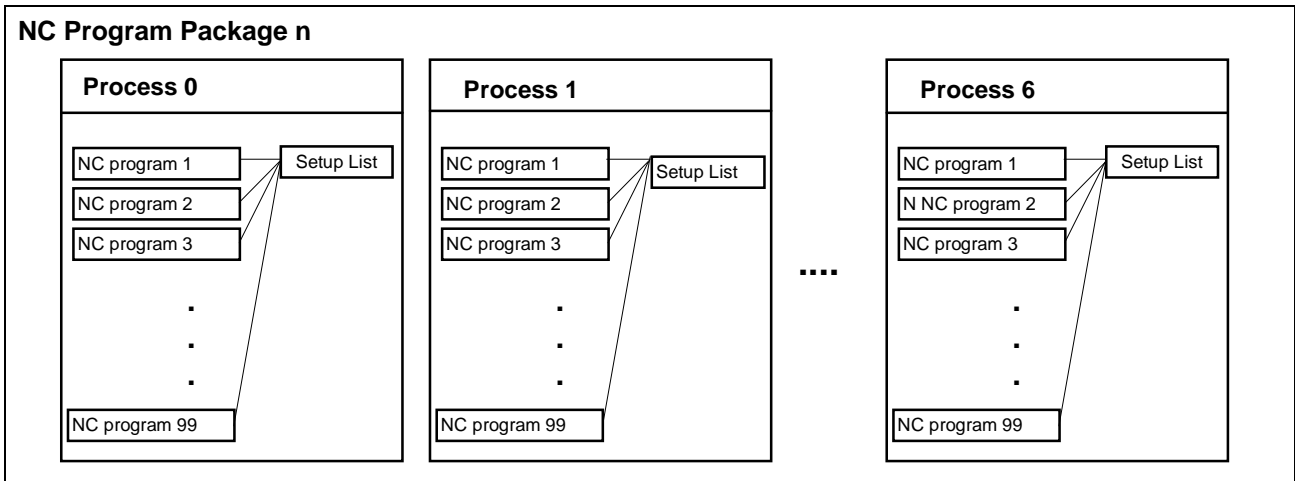 NC Program Package n
Process 0
NC program 1
Setup List
NC program 2
NC program 3
.
.
.
NC program 99
Process 1
NC program 1
Setup List
NC program 2
NC program 3
.
.
.
NC program 99
....
Process 6
NC program 1
Setup List
N NC program 2
NC program 3
.
.
.
NC program 99